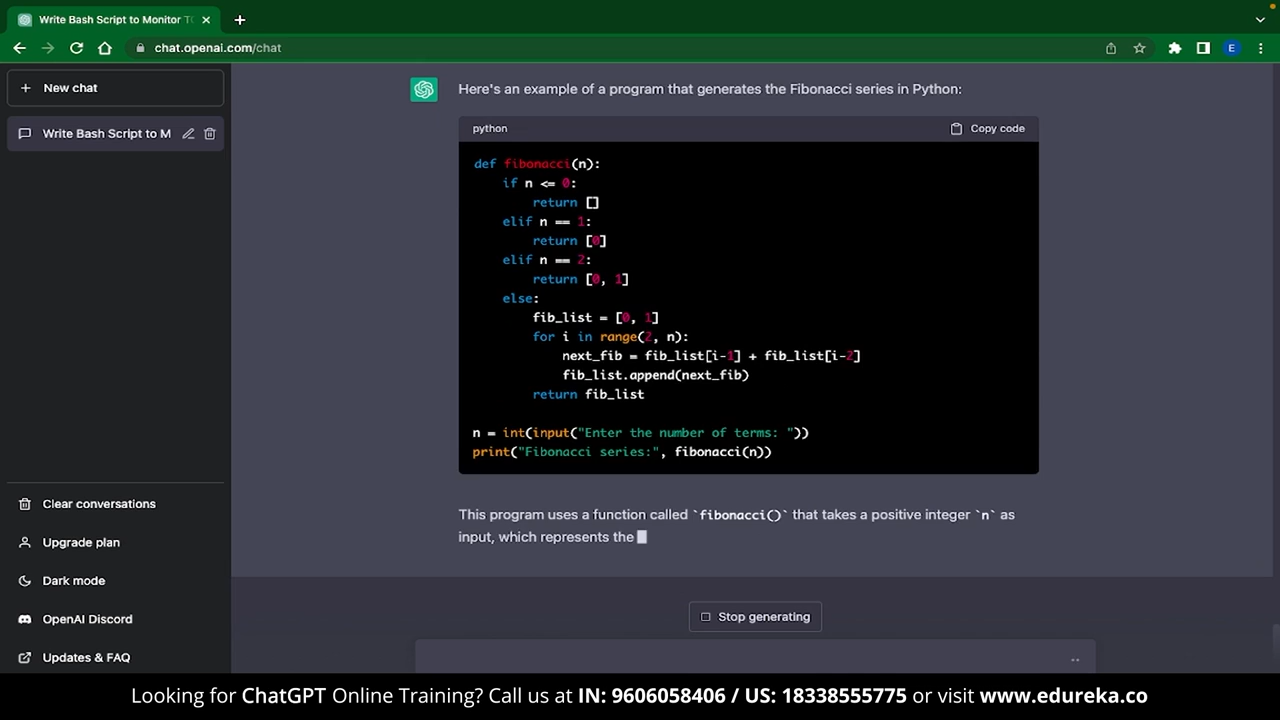 Write Bash Script to Monitor TC
chat.openai.com/chat
E
New chat
Write Bash Script to M
Clear conversations
Upgrade plan
Dark mode
OpenAI Discord
Updates & FAQ
Here's an example of a program that generates the Fibonacci series in Python:
python
Copy code
def fibonacci(n):
    if n <= 0:
        return []
    elif n == 1:
        return [0]
    elif n == 2:
        return [0, 1]
    else:
        fib_list = [0, 1]
        for i in range(2, n):
            next_fib = fib_list[i-1] + fib_list[i-2]
            fib_list.append(next_fib)
        return fib_list
n = int(input("Enter the number of terms: "))
print("Fibonacci series:", fibonacci(n))
This program uses a function called `fibonacci()` that takes a positive integer `n` as
input, which represents the
Stop generating
Looking for ChatGPT Online Training? Call us at IN: 9606058406 / US: 18338555775 or visit www.edureka.co